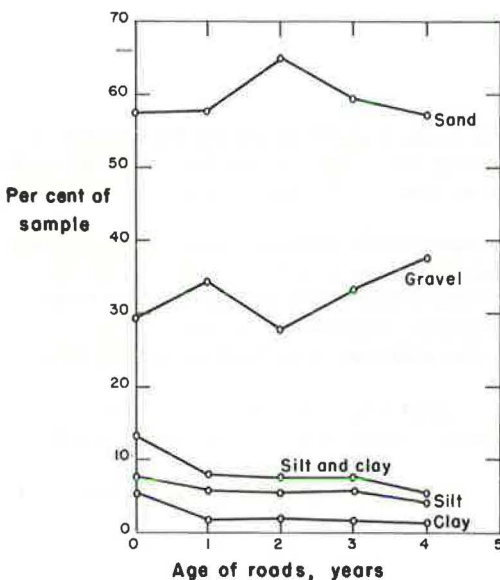 70
60
50
40
30
20
10
0
Per cent of
sample
Sand
Gravel
Silt and clay
Silt
Clay
0 1 2 3 4 5
Age of roads, years